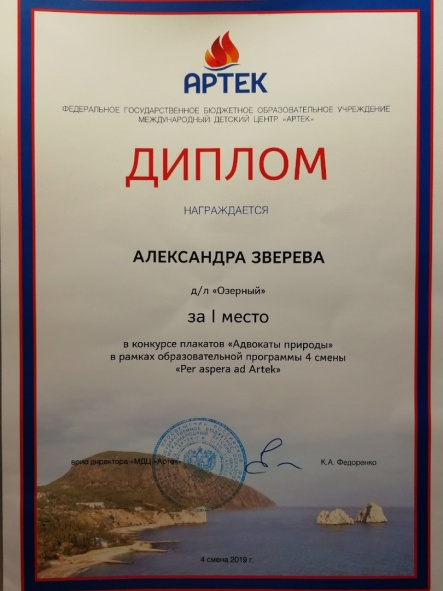 АРТЕК
ФЕДЕРАЛЬНОЕ ГОСУДАРСТВЕННОЕ БЮДЖЕТНОЕ ОБРАЗОВАТЕЛЬНОЕ УЧРЕЖДЕНИЕ
МЕЖДУНАРОДНЫЙ ДЕТСКИЙ ЦЕНТР «АРТЕК»
ДИПЛОМ
НАГРАЖДАЕТСЯ
АЛЕКСАНДРА ЗВЕРЕВА
д/л «Озерный»
за I место
в конкурсе плакатов «Адвокаты природы»
в рамках образовательной программы 4 смены
«Per aspera ad Artek»
врио директора «МДЦ «Артек» К.А. Федоренко
4 смена 2019 г.